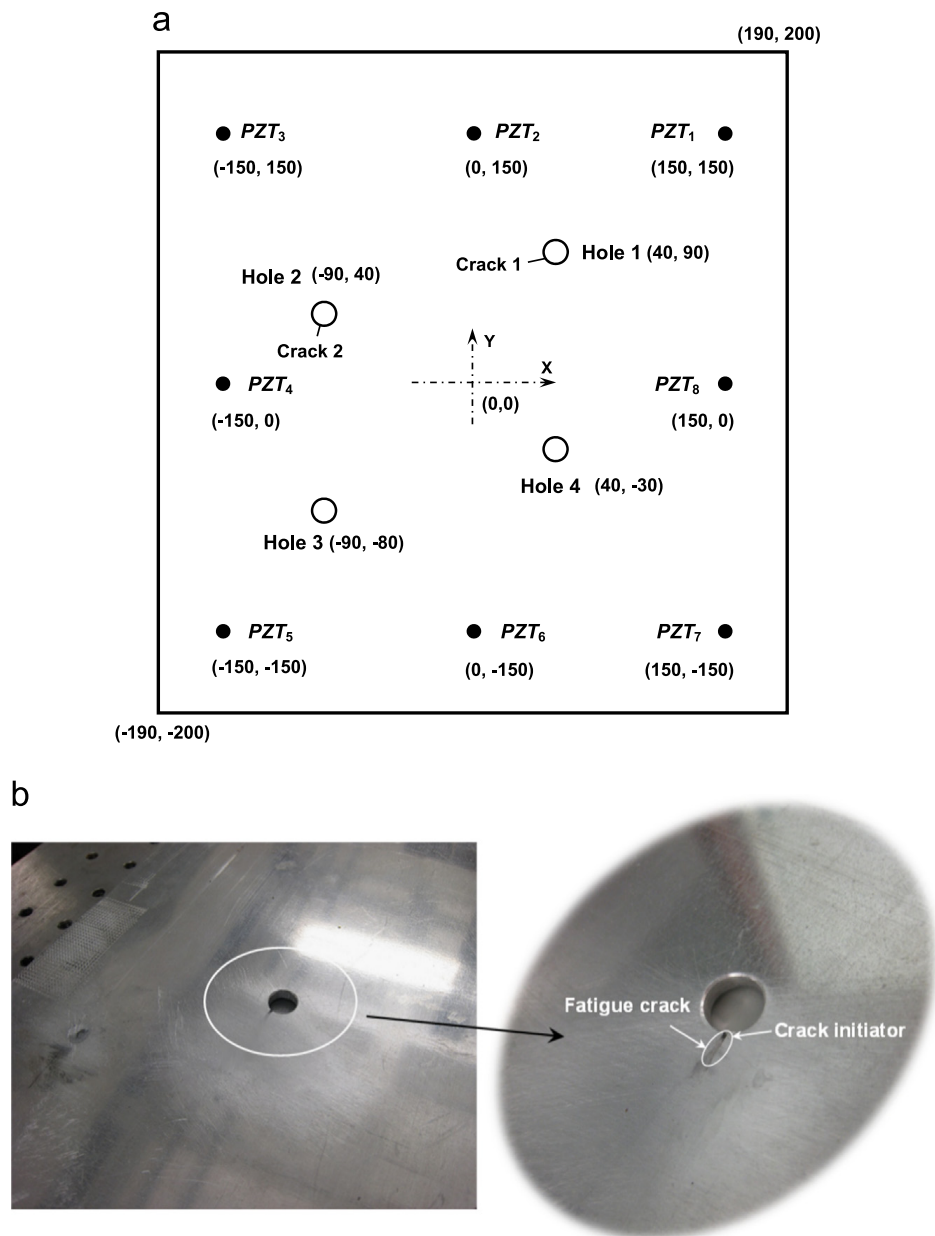 a
(190, 200)
PZT3 PZT2 PZT1
(-150, 150) (0, 150) (150, 150)
Hole 1 (40, 90)
Crack 1
Hole 2 (-90, 40)
Crack 2
Y
X
PZT4 PZT8
(0,0)
(-150, 0) (150, 0)
Hole 4 (40, -30)
Hole 3 (-90, -80)
PZT5 PZT6 PZT7
(-150, -150) (0, -150) (150, -150)
(-190, -200)
b
Fatigue crack
Crack initiator